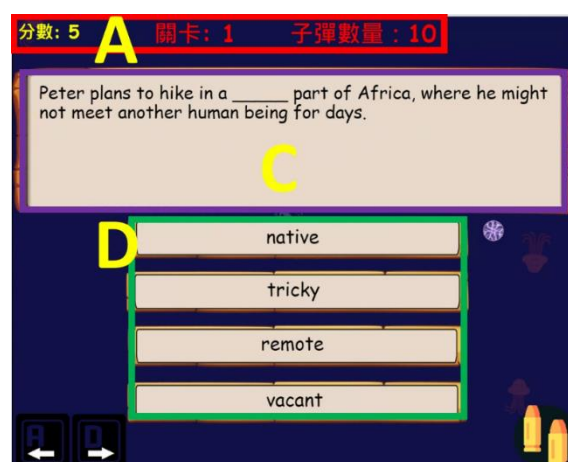 分數: 5 A 關卡: 1 子彈數量 : 10
Peter plans to hike in a _____ part of Africa, where he might
not meet another human being for days.
C
D
native
tricky
remote
vacant
A D